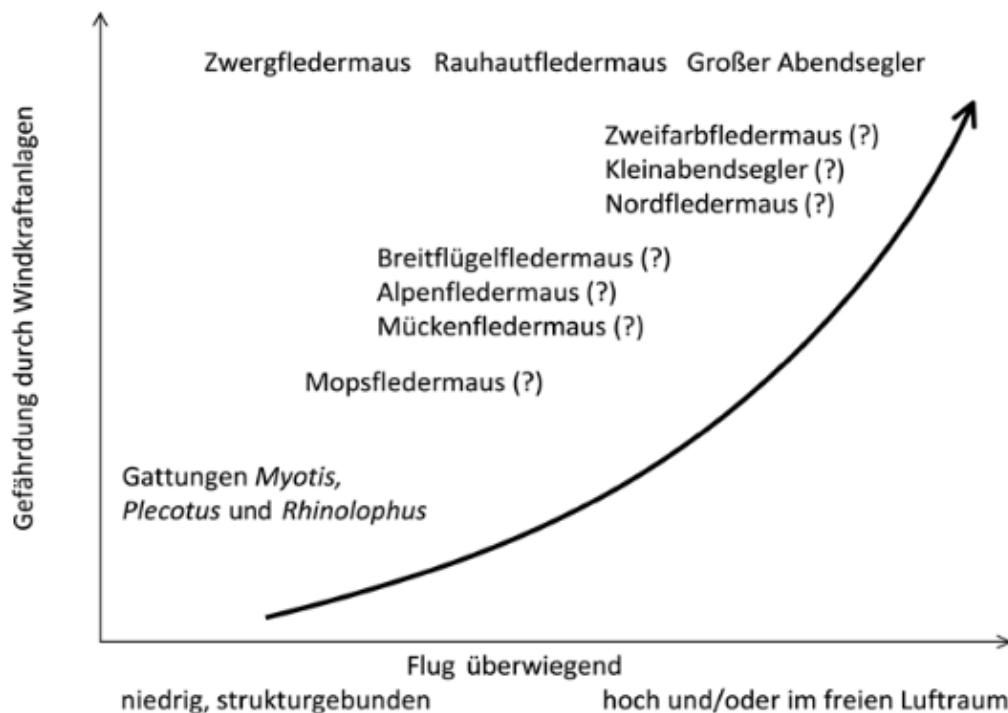 Gefährdung durch Windkraftanlagen
Zwergfledermaus Rauhautfledermaus Großer Abendsegler
Zweifarbfledermaus (?)
Kleinabendsegler (?)
Nordfledermaus (?)
Breitflügelfledermaus (?)
Alpenfledermaus (?)
Mückenfledermaus (?)
Mopsfledermaus (?)
Gattungen Myotis,
Plecotus und Rhinolophus
Flug überwiegend
niedrig, strukturgebunden hoch und/oder im freien Luftraum